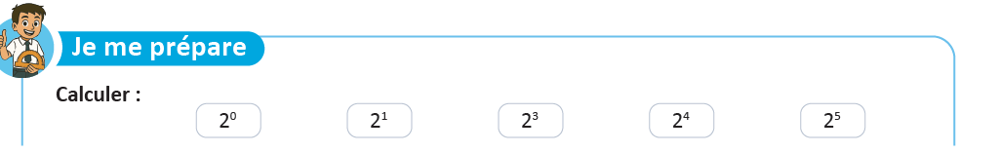 Je me prépare
Calculer :
2⁰ 2¹ 2³ 2⁴ 2⁵